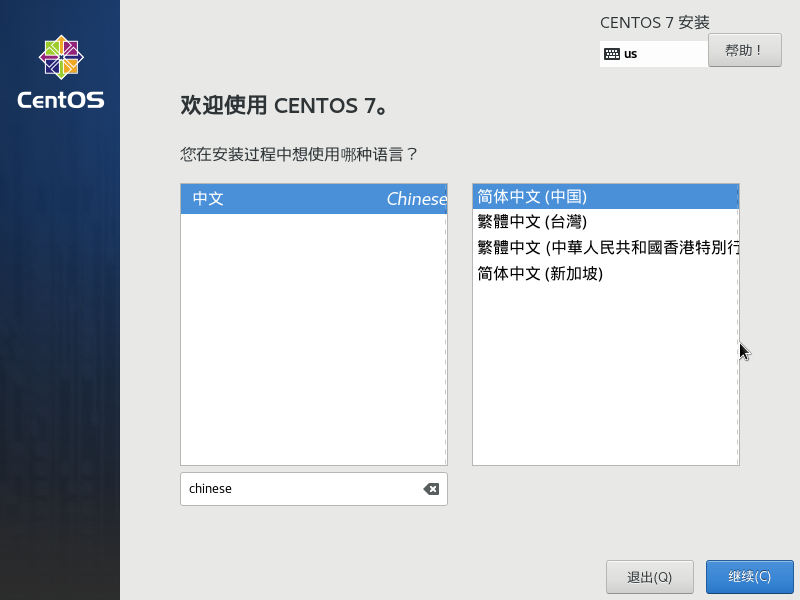 CENTOS 7 安装
us
帮助！
CentOS
欢迎使用 CENTOS 7。
您在安装过程中想使用哪种语言？
中文 Chinese
简体中文 (中国)
繁體中文 (台灣)
繁體中文 (中華人民共和國香港特別行
简体中文 (新加坡)
chinese
退出(Q)
继续(C)